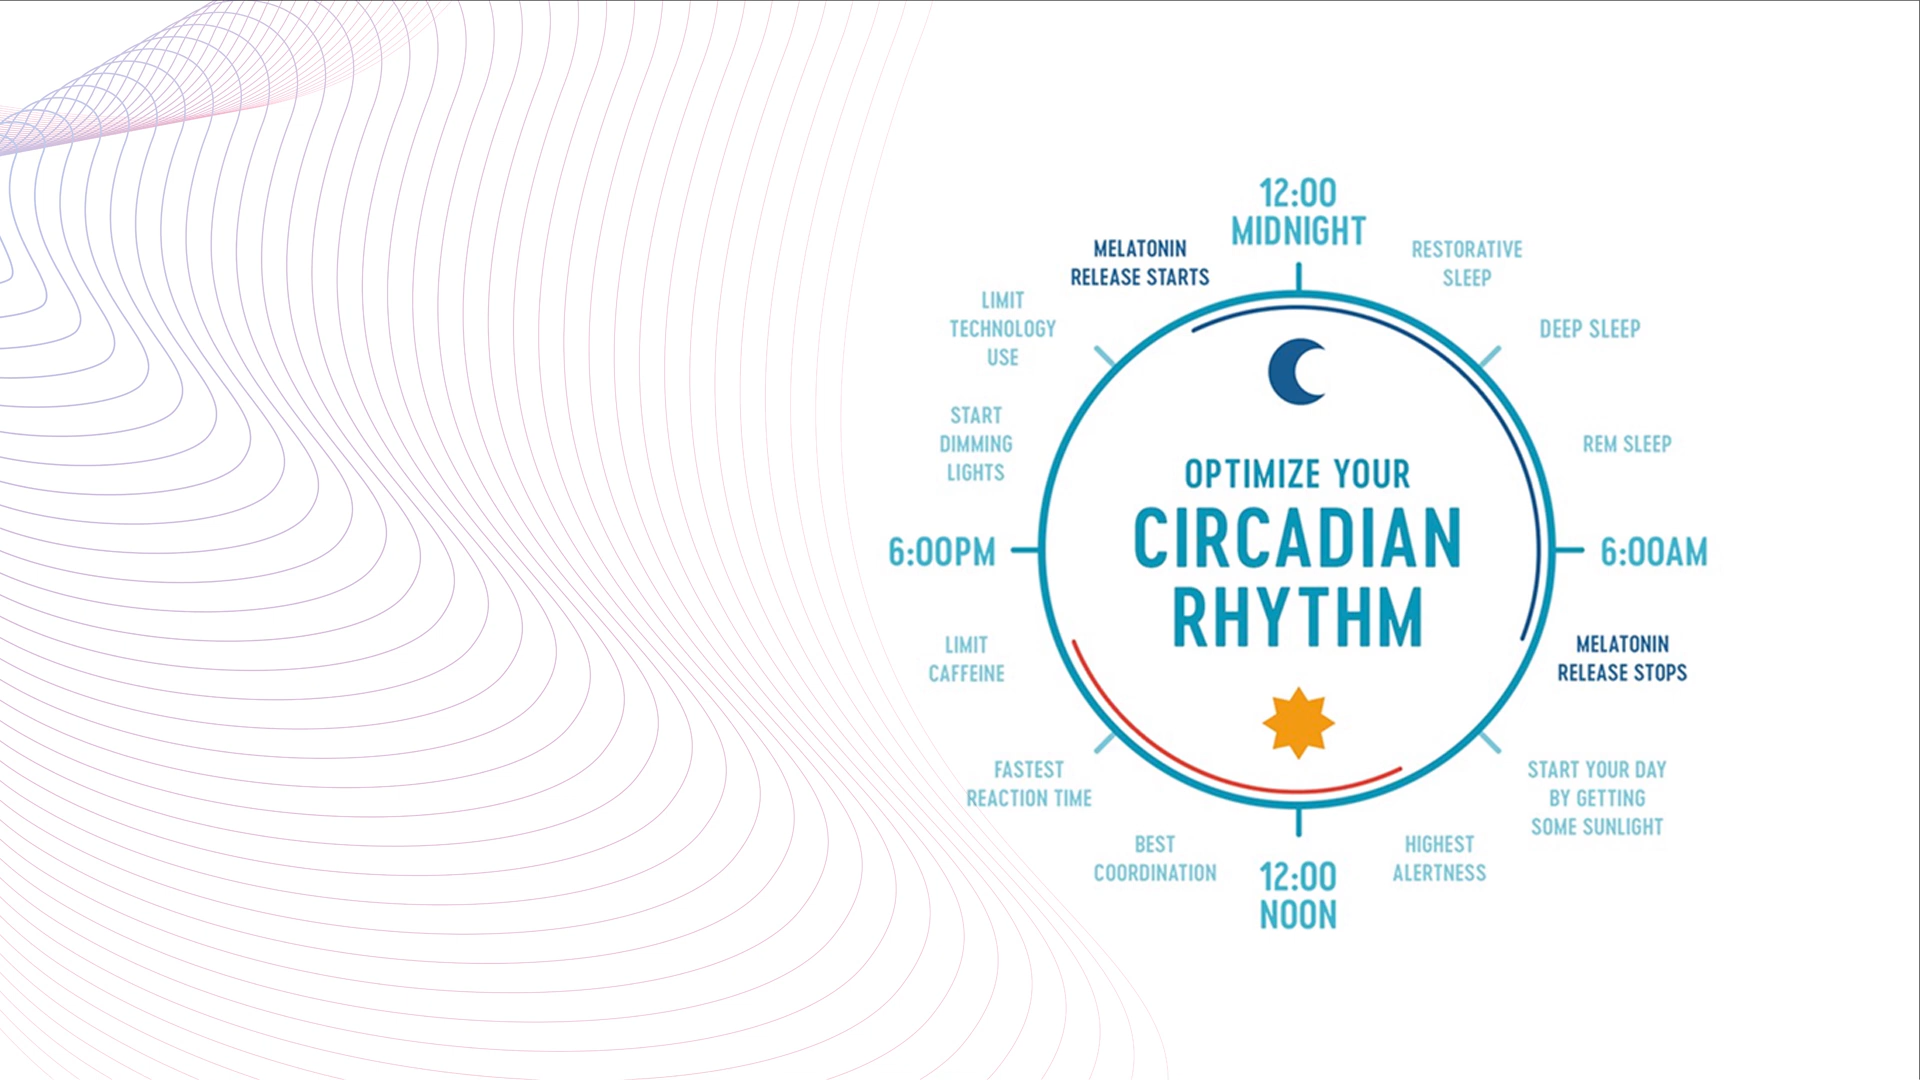 12:00
MIDNIGHT
MELATONIN
RELEASE STARTS
RESTORATIVE
SLEEP
LIMIT
TECHNOLOGY
USE
DEEP SLEEP
START
DIMMING
LIGHTS
REM SLEEP
OPTIMIZE YOUR
CIRCADIAN
RHYTHM
6:00PM
6:00AM
LIMIT
CAFFEINE
MELATONIN
RELEASE STOPS
FASTEST
REACTION TIME
START YOUR DAY
BY GETTING
SOME SUNLIGHT
BEST
COORDINATION
HIGHEST
ALERTNESS
12:00
NOON